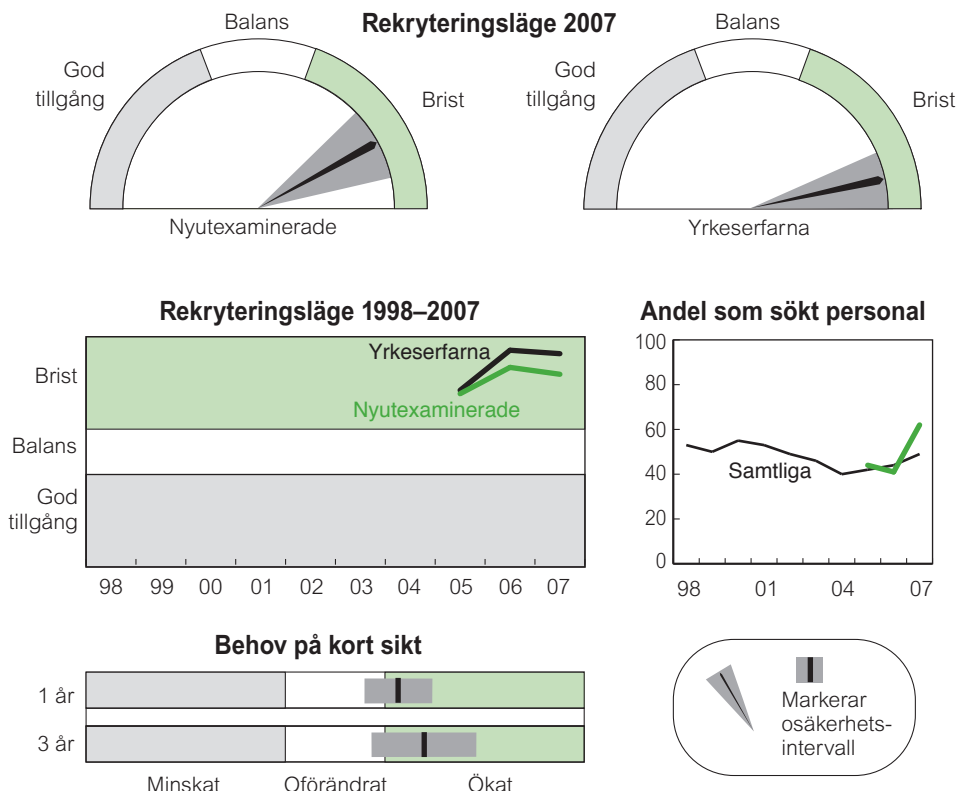 Rekryteringsläge 2007
Balans
God
tillgång
Brist
Nyutexaminerade
Balans
God
tillgång
Brist
Yrkeserfarna
Rekryteringsläge 1998–2007
Brist
Balans
God
tillgång
Yrkeserfarna
Nyutexaminerade
98 99 00 01 02 03 04 05 06 07
Andel som sökt personal
100
80
60
40
20
0
Samtliga
98 01 04 07
Behov på kort sikt
1 år
3 år
Minskat Oförändrat Ökat
Markerar
osäkerhets-
intervall